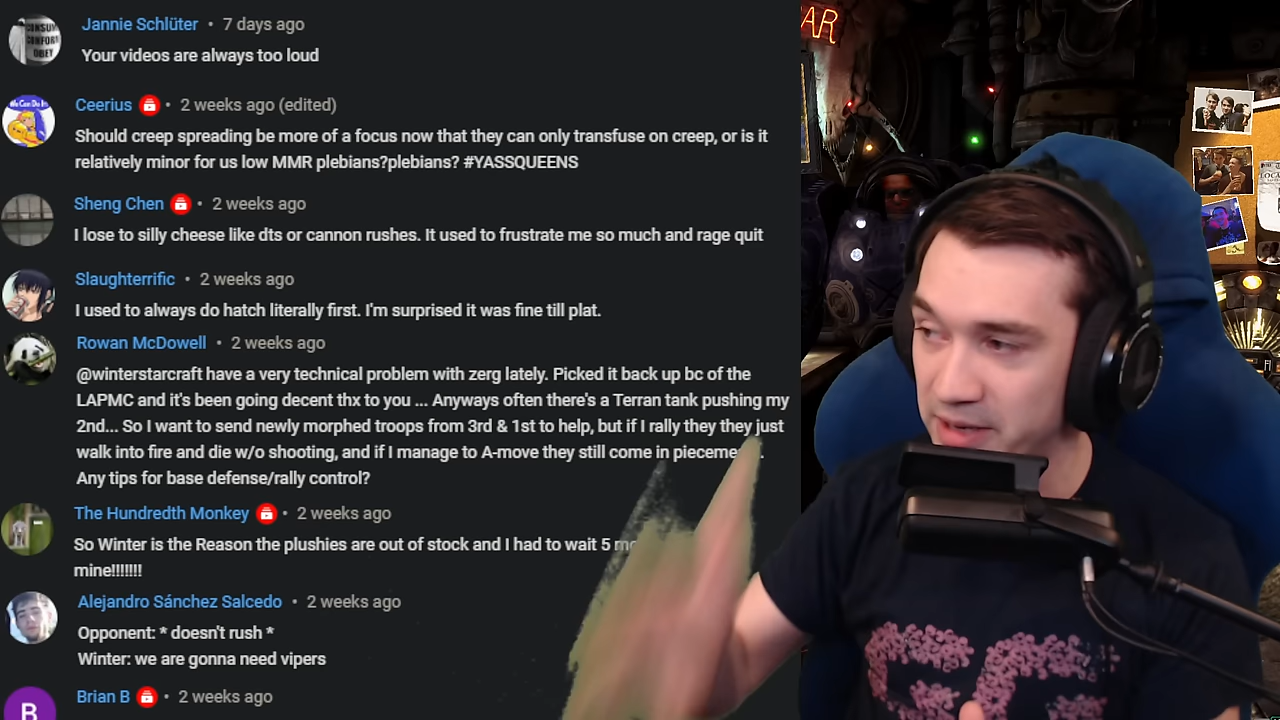 Jannie Schlüter • 7 days ago
Your videos are always too loud
Ceerius • 2 weeks ago (edited)
Should creep spreading be more of a focus now that they can only transfuse on creep, or is it
relatively minor for us low MMR plebians?plebians? #YASSQUEENS
Sheng Chen • 2 weeks ago
I lose to silly cheese like dts or cannon rushes. It used to frustrate me so much and rage quit
Slaughterrific • 2 weeks ago
I used to always do hatch literally first. I'm surprised it was fine till plat.
Rowan McDowell • 2 weeks ago
@winterstarcraft have a very technical problem with zerg lately. Picked it back up bc of the
LAPMC and it's been going decent thx to you ... Anyways often there's a Terran tank pushing my
2nd... So I want to send newly morphed troops from 3rd & 1st to help, but if I rally they they just
walk into fire and die w/o shooting, and if I manage to A-move they still come in
Any tips for base defense/rally control?
The Hundredth Monkey • 2 weeks ago
So Winter is the Reason the plushies are out of stock and I had to wait 5
mine!!!!!!!
Alejandro Sánchez Salcedo • 2 weeks ago
Opponent: * doesn't rush *
Winter: we are gonna need vipers
Brian B • 2 weeks ago
B
CONSUM
CONFOR
OBEY
We Can Do It
AR